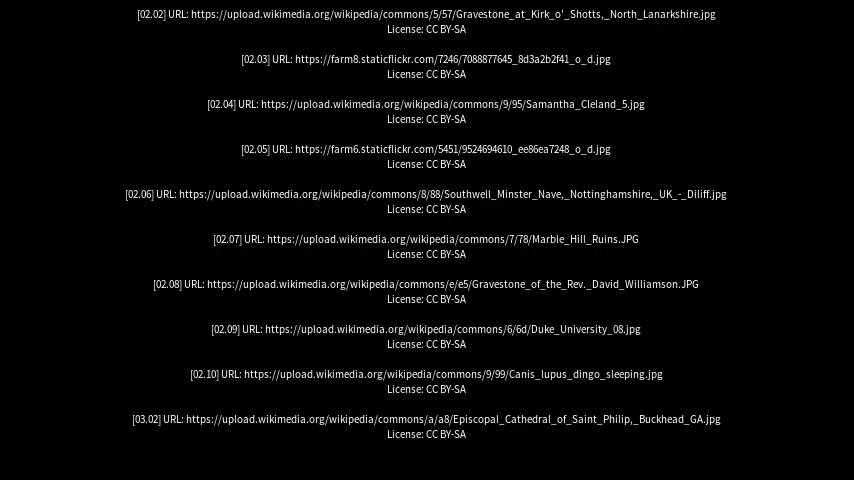 [02.02] URL: https://upload.wikimedia.org/wikipedia/commons/5/57/Gravestone_at_Kirk_o'_Shotts,_North_Lanarkshire.jpg
License: CC BY-SA
[02.03] URL: https://farm8.staticflickr.com/7246/7088877645_8d3a2b2f41_o_d.jpg
License: CC BY-SA
[02.04] URL: https://upload.wikimedia.org/wikipedia/commons/9/95/Samantha_Cleland_5.jpg
License: CC BY-SA
[02.05] URL: https://farm6.staticflickr.com/5451/9524694610_ee86ea7248_o_d.jpg
License: CC BY-SA
[02.06] URL: https://upload.wikimedia.org/wikipedia/commons/8/88/Southwell_Minster_Nave,_Nottinghamshire,_UK_-_Diliff.jpg
License: CC BY-SA
[02.07] URL: https://upload.wikimedia.org/wikipedia/commons/7/78/Marble_Hill_Ruins.JPG
License: CC BY-SA
[02.08] URL: https://upload.wikimedia.org/wikipedia/commons/e/e5/Gravestone_of_the_Rev._David_Williamson.JPG
License: CC BY-SA
[02.09] URL: https://upload.wikimedia.org/wikipedia/commons/6/6d/Duke_University_08.jpg
License: CC BY-SA
[02.10] URL: https://upload.wikimedia.org/wikipedia/commons/9/99/Canis_lupus_dingo_sleeping.jpg
License: CC BY-SA
[03.02] URL: https://upload.wikimedia.org/wikipedia/commons/a/a8/Episcopal_Cathedral_of_Saint_Philip,_Buckhead_GA.jpg
License: CC BY-SA